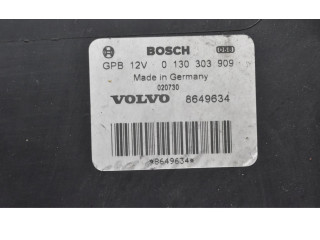 BOSCH
GPB 12V 0 130 303 909
Made in Germany
020730
VOLVO 8649634
*8649634*